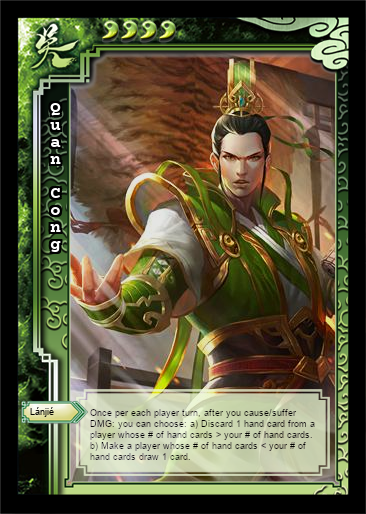 吳
Quan Cong
Lánjié
Once per each player turn, after you cause/suffer
DMG: you can choose: a) Discard 1 hand card from a
player whose # of hand cards > your # of hand cards.
b) Make a player whose # of hand cards < your # of
hand cards draw 1 card.